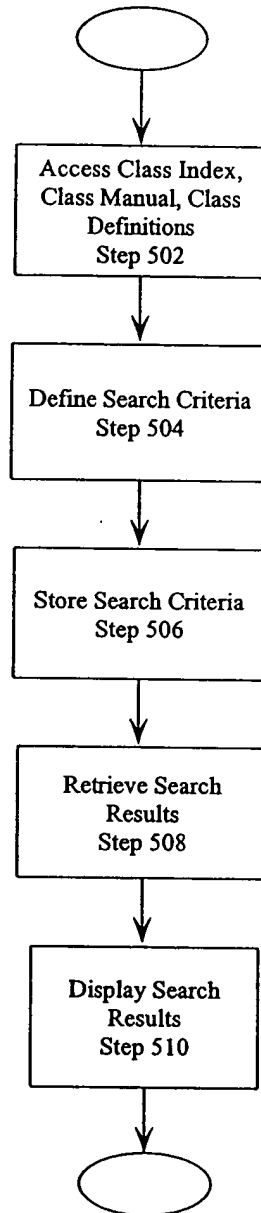 Access Class Index,
Class Manual, Class
Definitions
Step 502
Define Search Criteria
Step 504
Store Search Criteria
Step 506
Retrieve Search
Results
Step 508
Display Search
Results
Step 510